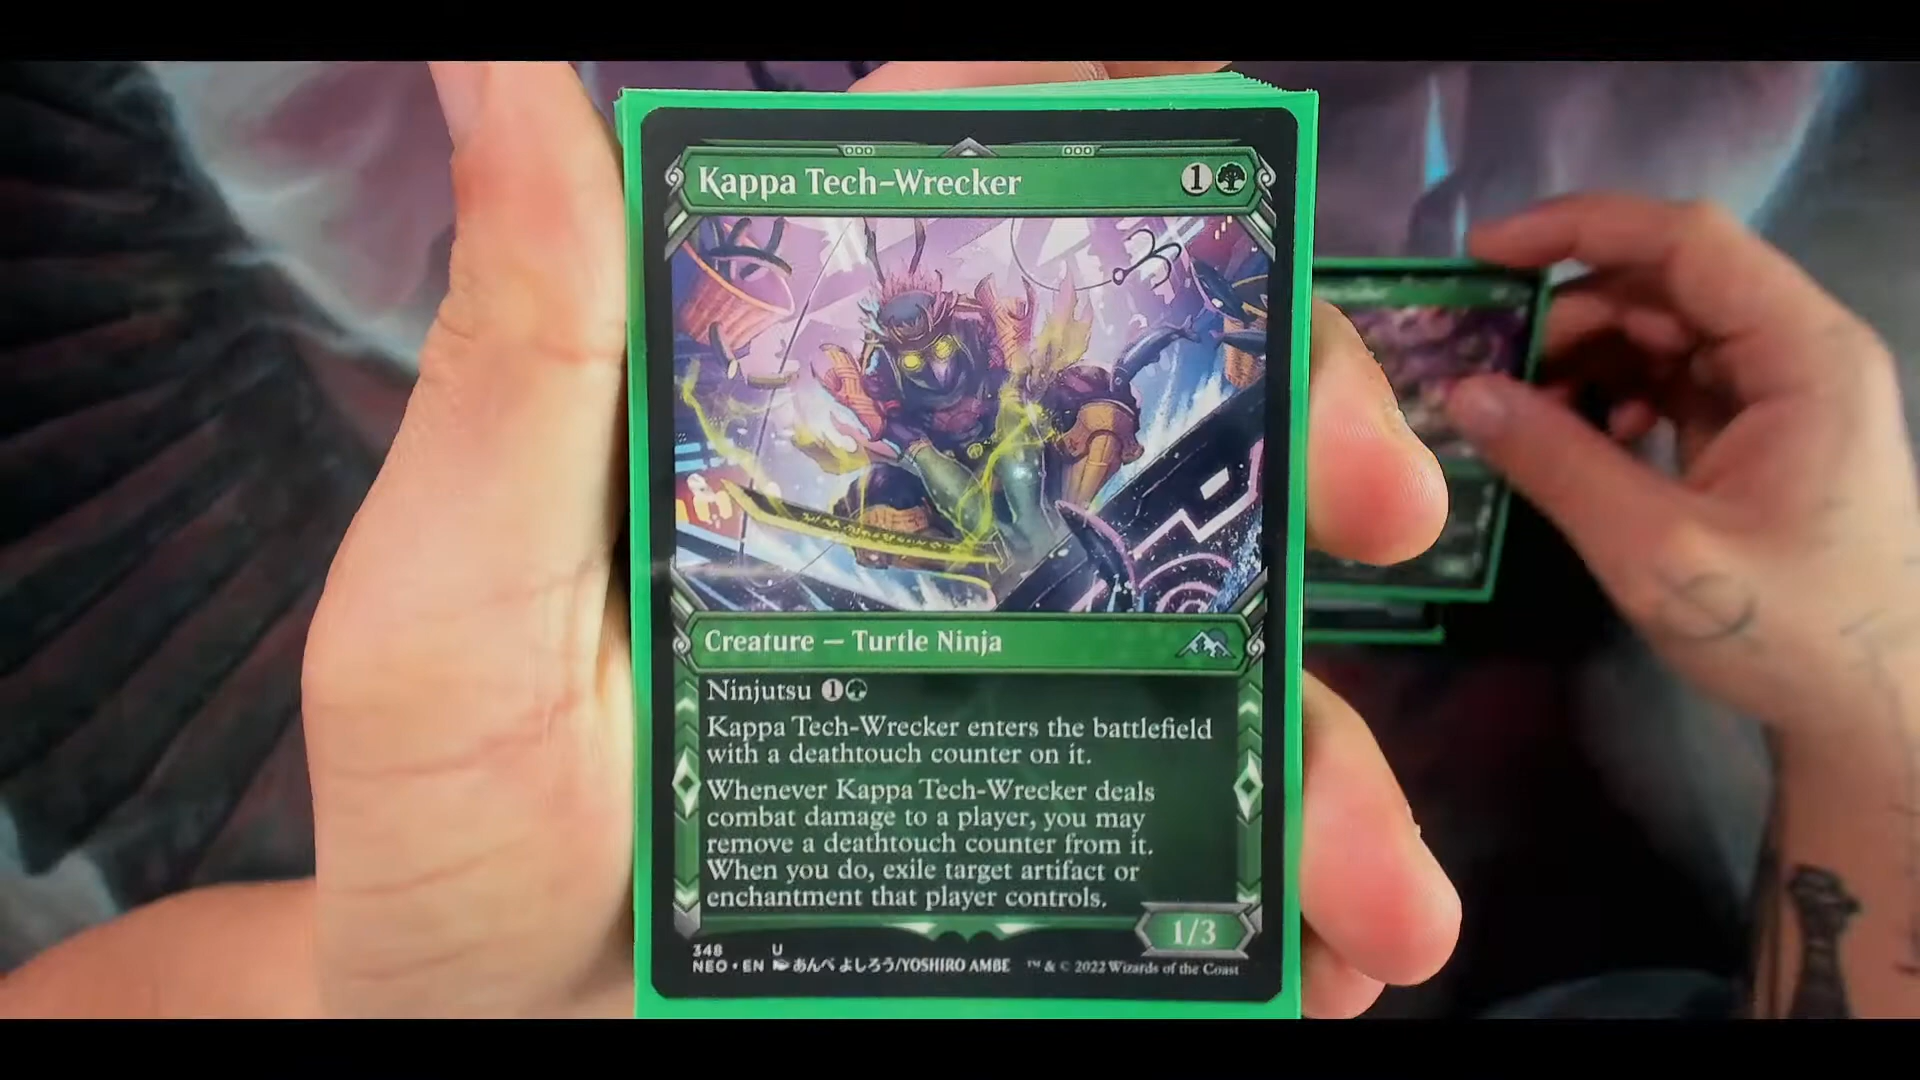 Kappa Tech-Wrecker 1
Creature — Turtle Ninja
Ninjutsu 1
Kappa Tech-Wrecker enters the battlefield
with a deathtouch counter on it.
Whenever Kappa Tech-Wrecker deals
combat damage to a player, you may
remove a deathtouch counter from it.
When you do, exile target artifact or
enchantment that player controls.
1/3
348 U
NEO • EN あんべ よしろう/YOSHIRO AMBE ™ & © 2022 Wizards of the Coast